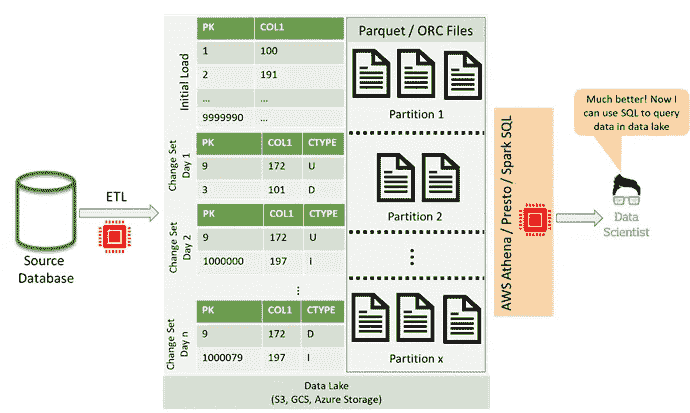 Source
Database
ETL
Initial Load
PK COL1
1 100
2 191
... ...
9999990 ...
Change Set
Day 1
PK COL1 CTYPE
9 172 U
3 101 D
Change Set
Day 2
PK COL1 CTYPE
9 172 U
1000000 197 I
Change Set
Day n
PK COL1 CTYPE
9 172 D
1000079 197 I
Parquet / ORC Files
Partition 1
Partition 2
Partition x
Data Lake
(S3, GCS, Azure Storage)
AWS Athena / Presto / Spark SQL
Much better! Now I
can use SQL to query
data in data lake
Data
Scientist